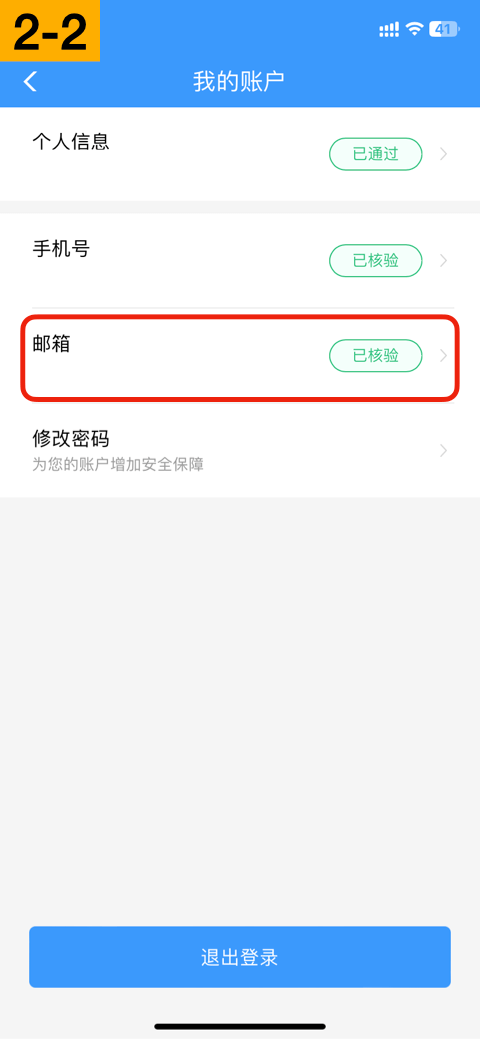 2-2
41
我的账户
个人信息
已通过
手机号
已核验
邮箱
已核验
修改密码
为您的账户增加安全保障
退出登录